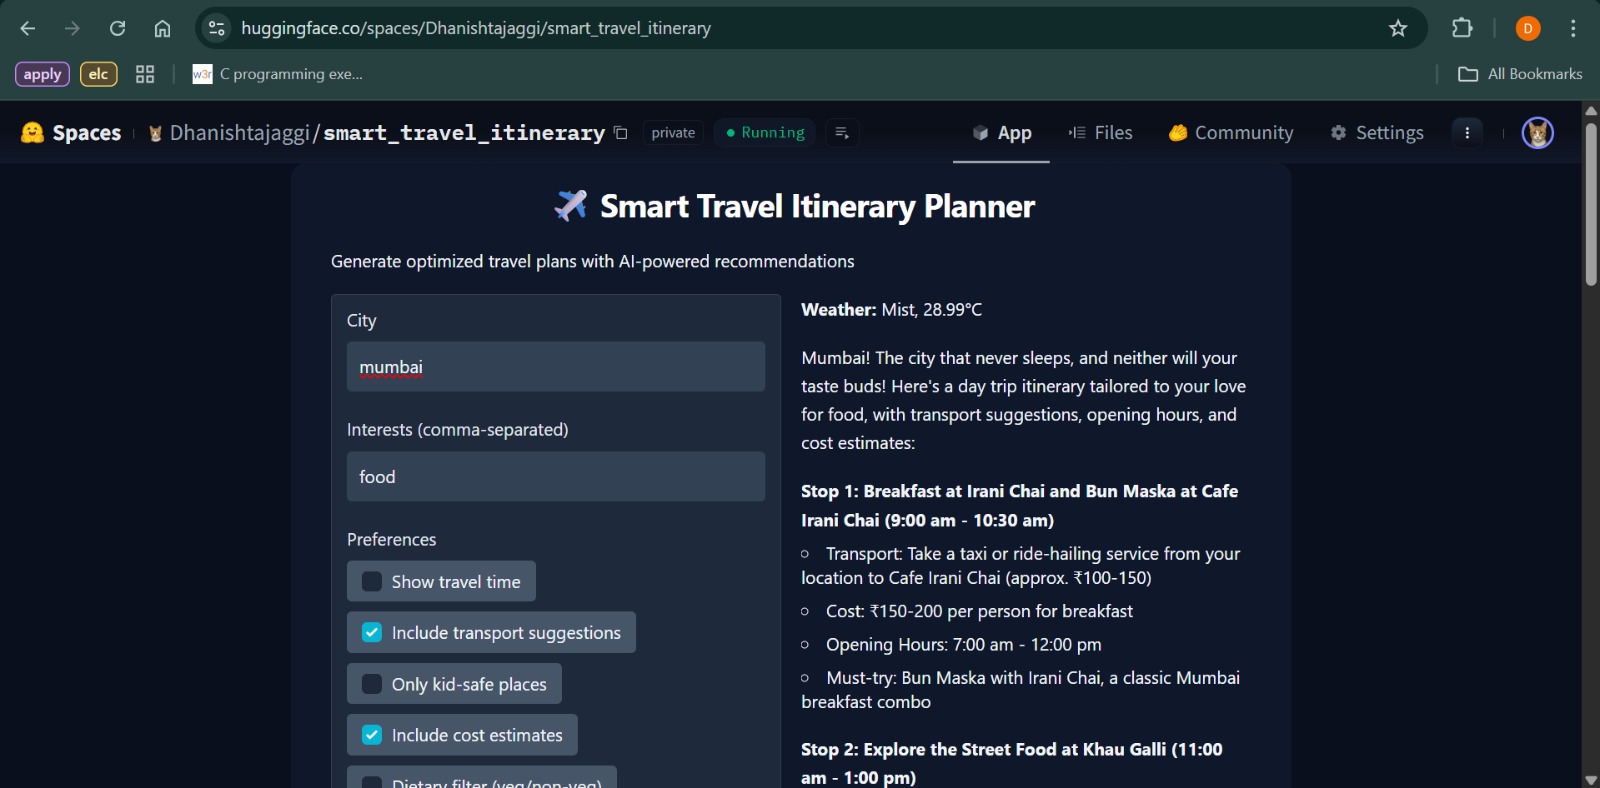 huggingface.co/spaces/Dhanishtajaggi/smart_travel_itinerary
D
apply
elc
w3r
C programming exe...
All Bookmarks
Spaces
Dhanishtajaggi/smart_travel_itinerary
private
Running
App
Files
Community
Settings
Smart Travel Itinerary Planner
Generate optimized travel plans with AI-powered recommendations
City
mumbai
Interests (comma-separated)
food
Preferences
Show travel time
Include transport suggestions
Only kid-safe places
Include cost estimates
Dietary filter (veg/non-veg)
Weather: Mist, 28.99°C
Mumbai! The city that never sleeps, and neither will your
taste buds! Here's a day trip itinerary tailored to your love
for food, with transport suggestions, opening hours, and
cost estimates:
Stop 1: Breakfast at Irani Chai and Bun Maska at Cafe
Irani Chai (9:00 am - 10:30 am)
Transport: Take a taxi or ride-hailing service from your
location to Cafe Irani Chai (approx. ₹100-150)
Cost: ₹150-200 per person for breakfast
Opening Hours: 7:00 am - 12:00 pm
Must-try: Bun Maska with Irani Chai, a classic Mumbai
breakfast combo
Stop 2: Explore the Street Food at Khau Galli (11:00
am - 1:00 pm)